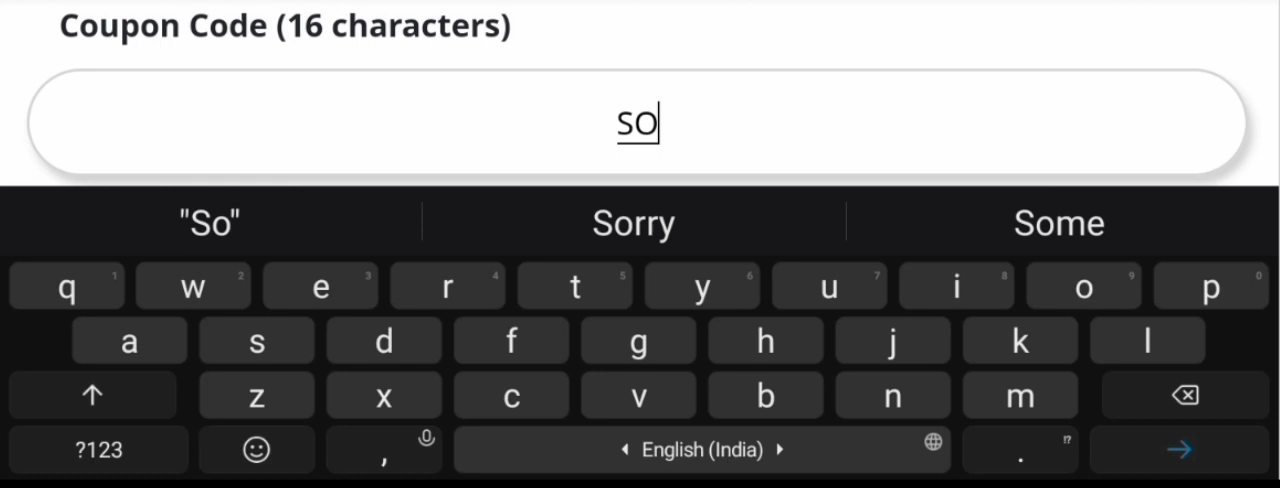 Coupon Code (16 characters)
SO
"So" Sorry Some
q 1 w 2 e 3 r 4 t 5 y 6 u 7 i 8 o 9 p 0
a s d f g h j k l
z x c v b n m
?123 , English (India) . !?